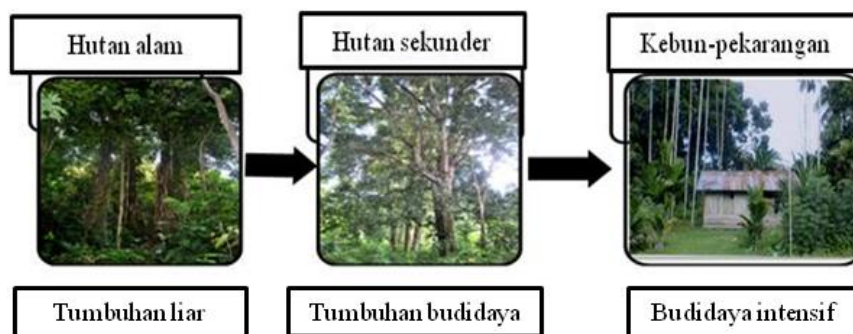 Hutan alam
Hutan sekunder
Kebun-pekarangan
Tumbuhan liar
Tumbuhan budidaya
Budidaya intensif